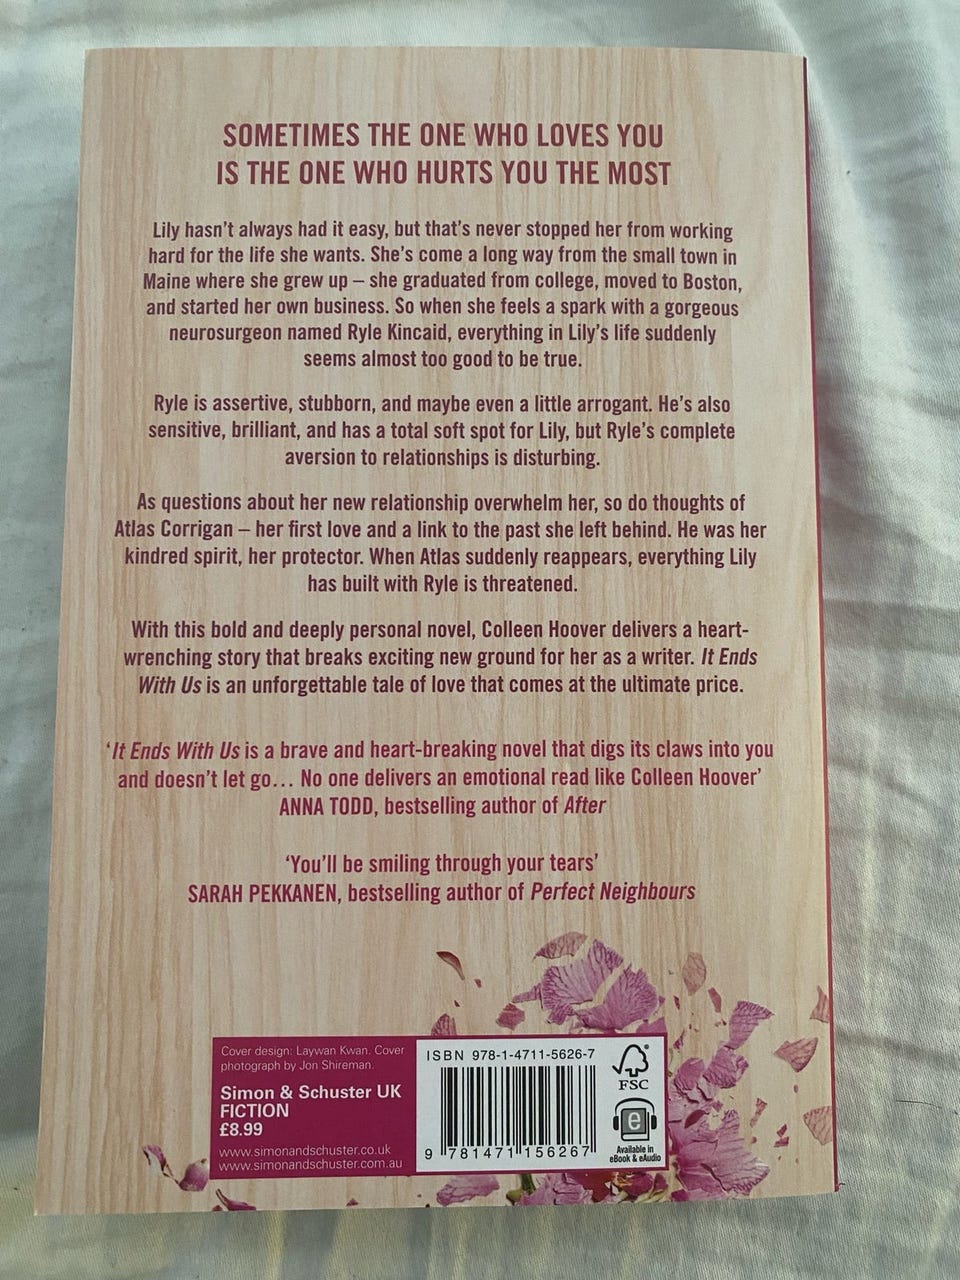 SOMETIMES THE ONE WHO LOVES YOU
IS THE ONE WHO HURTS YOU THE MOST
Lily hasn't always had it easy, but that's never stopped her from working
hard for the life she wants. She's come a long way from the small town in
Maine where she grew up – she graduated from college, moved to Boston,
and started her own business. So when she feels a spark with a gorgeous
neurosurgeon named Ryle Kincaid, everything in Lily's life suddenly
seems almost too good to be true.
Ryle is assertive, stubborn, and maybe even a little arrogant. He's also
sensitive, brilliant, and has a total soft spot for Lily, but Ryle's complete
aversion to relationships is disturbing.
As questions about her new relationship overwhelm her, so do thoughts of
Atlas Corrigan – her first love and a link to the past she left behind. He was her
kindred spirit, her protector. When Atlas suddenly reappears, everything Lily
has built with Ryle is threatened.
With this bold and deeply personal novel, Colleen Hoover delivers a heart-
wrenching story that breaks exciting new ground for her as a writer. It Ends
With Us is an unforgettable tale of love that comes at the ultimate price.
'It Ends With Us is a brave and heart-breaking novel that digs its claws into you
and doesn't let go… No one delivers an emotional read like Colleen Hoover'
ANNA TODD, bestselling author of After
'You'll be smiling through your tears'
SARAH PEKKANEN, bestselling author of Perfect Neighbours
Cover design: Laywan Kwan. Cover
photograph by Jon Shireman.
Simon & Schuster UK
FICTION
£8.99
www.simonandschuster.co.uk
www.simonandschuster.com.au
ISBN 978-1-4711-5626-7
9 781471 156267
FSC
e
Available in
eBook & eAudio